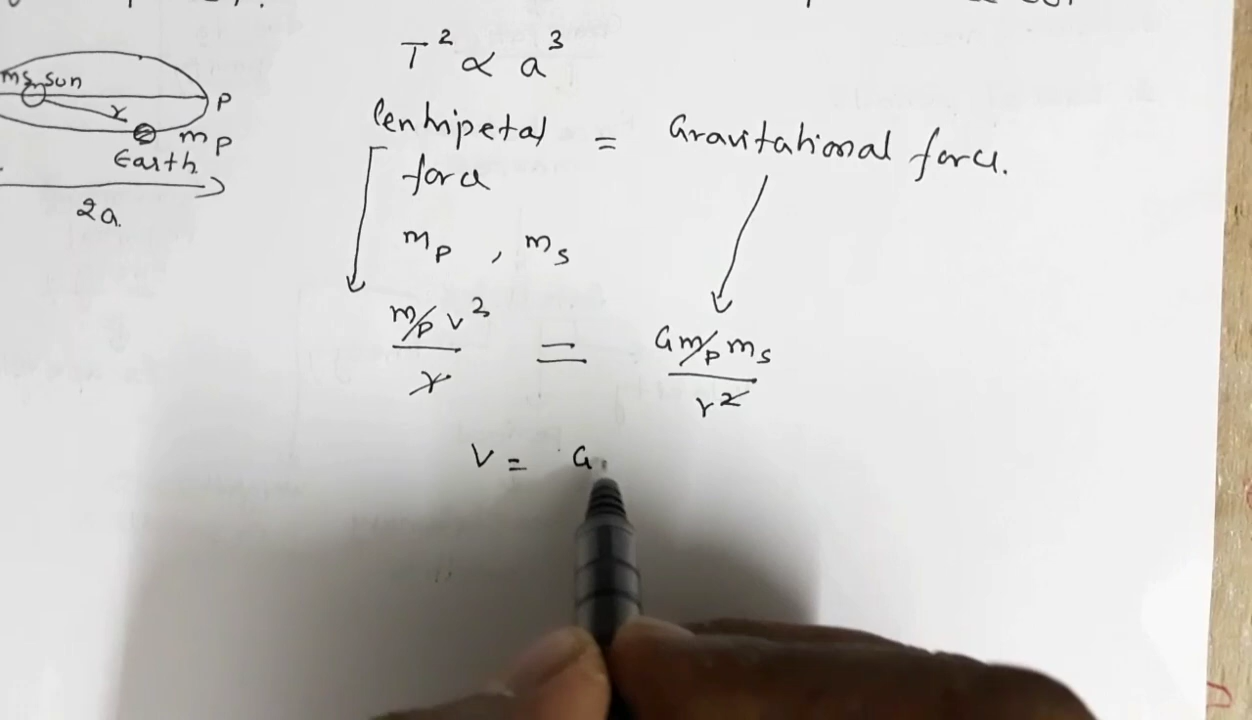 T² ∝ a³
ms sun
r
P
mp
Earth
2a
Centripetal = Gravitational force.
force
mp , ms
mp v² / r = G mp ms / r²
V = G